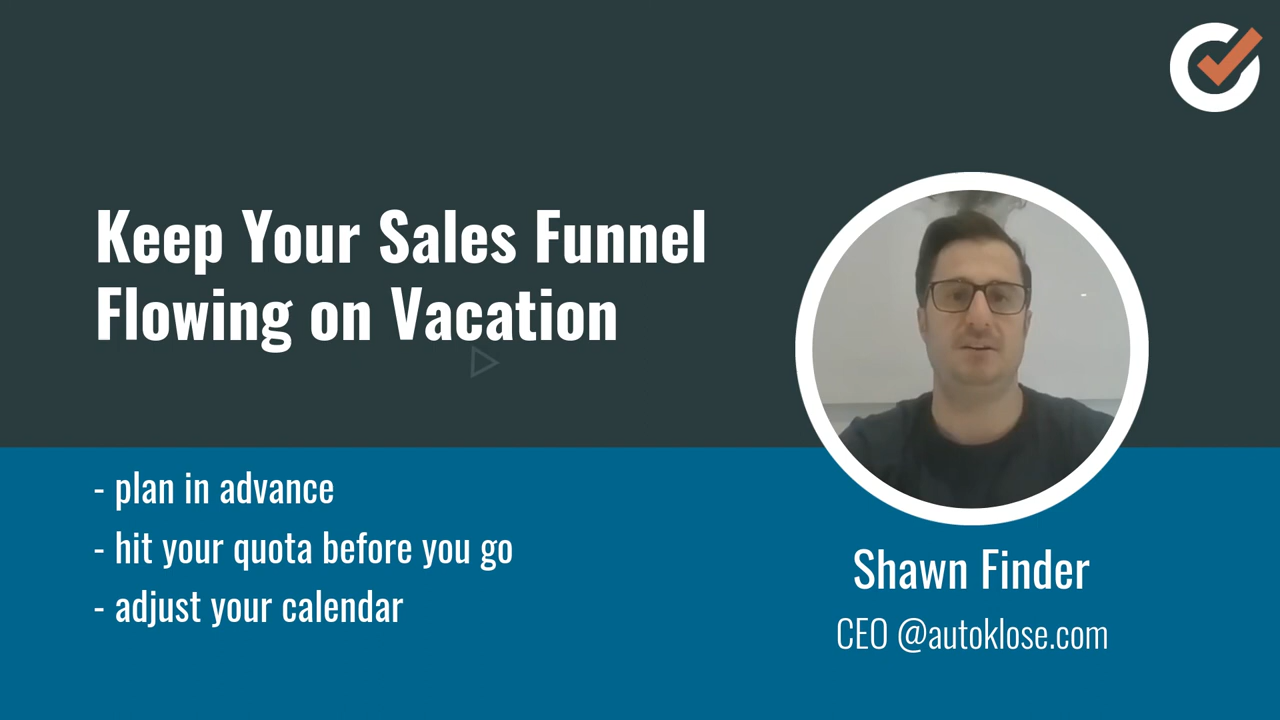 Keep Your Sales Funnel
Flowing on Vacation
- plan in advance
- hit your quota before you go
- adjust your calendar
Shawn Finder
CEO @autoklose.com